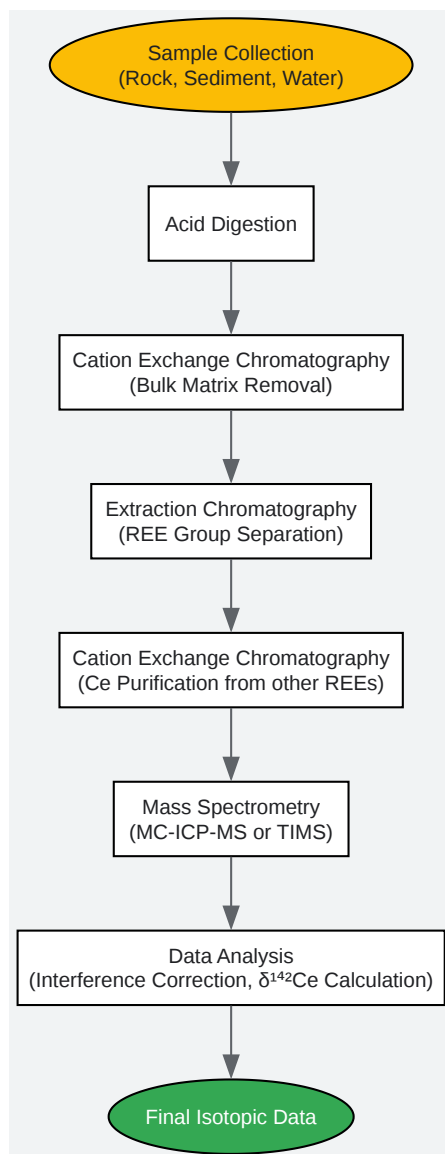 Sample Collection
(Rock, Sediment, Water)
Acid Digestion
Cation Exchange Chromatography
(Bulk Matrix Removal)
Extraction Chromatography
(REE Group Separation)
Cation Exchange Chromatography
(Ce Purification from other REEs)
Mass Spectrometry
(MC-ICP-MS or TIMS)
Data Analysis
(Interference Correction, δ¹⁴²Ce Calculation)
Final Isotopic Data